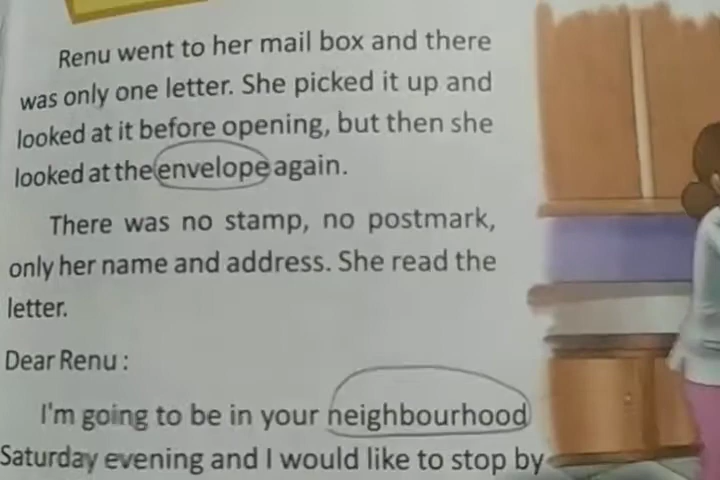 Renu went to her mail box and there
was only one letter. She picked it up and
looked at it before opening, but then she
looked at the envelope again.
There was no stamp, no postmark,
only her name and address. She read the
letter.
Dear Renu :
I'm going to be in your neighbourhood
Saturday evening and I would like to stop by